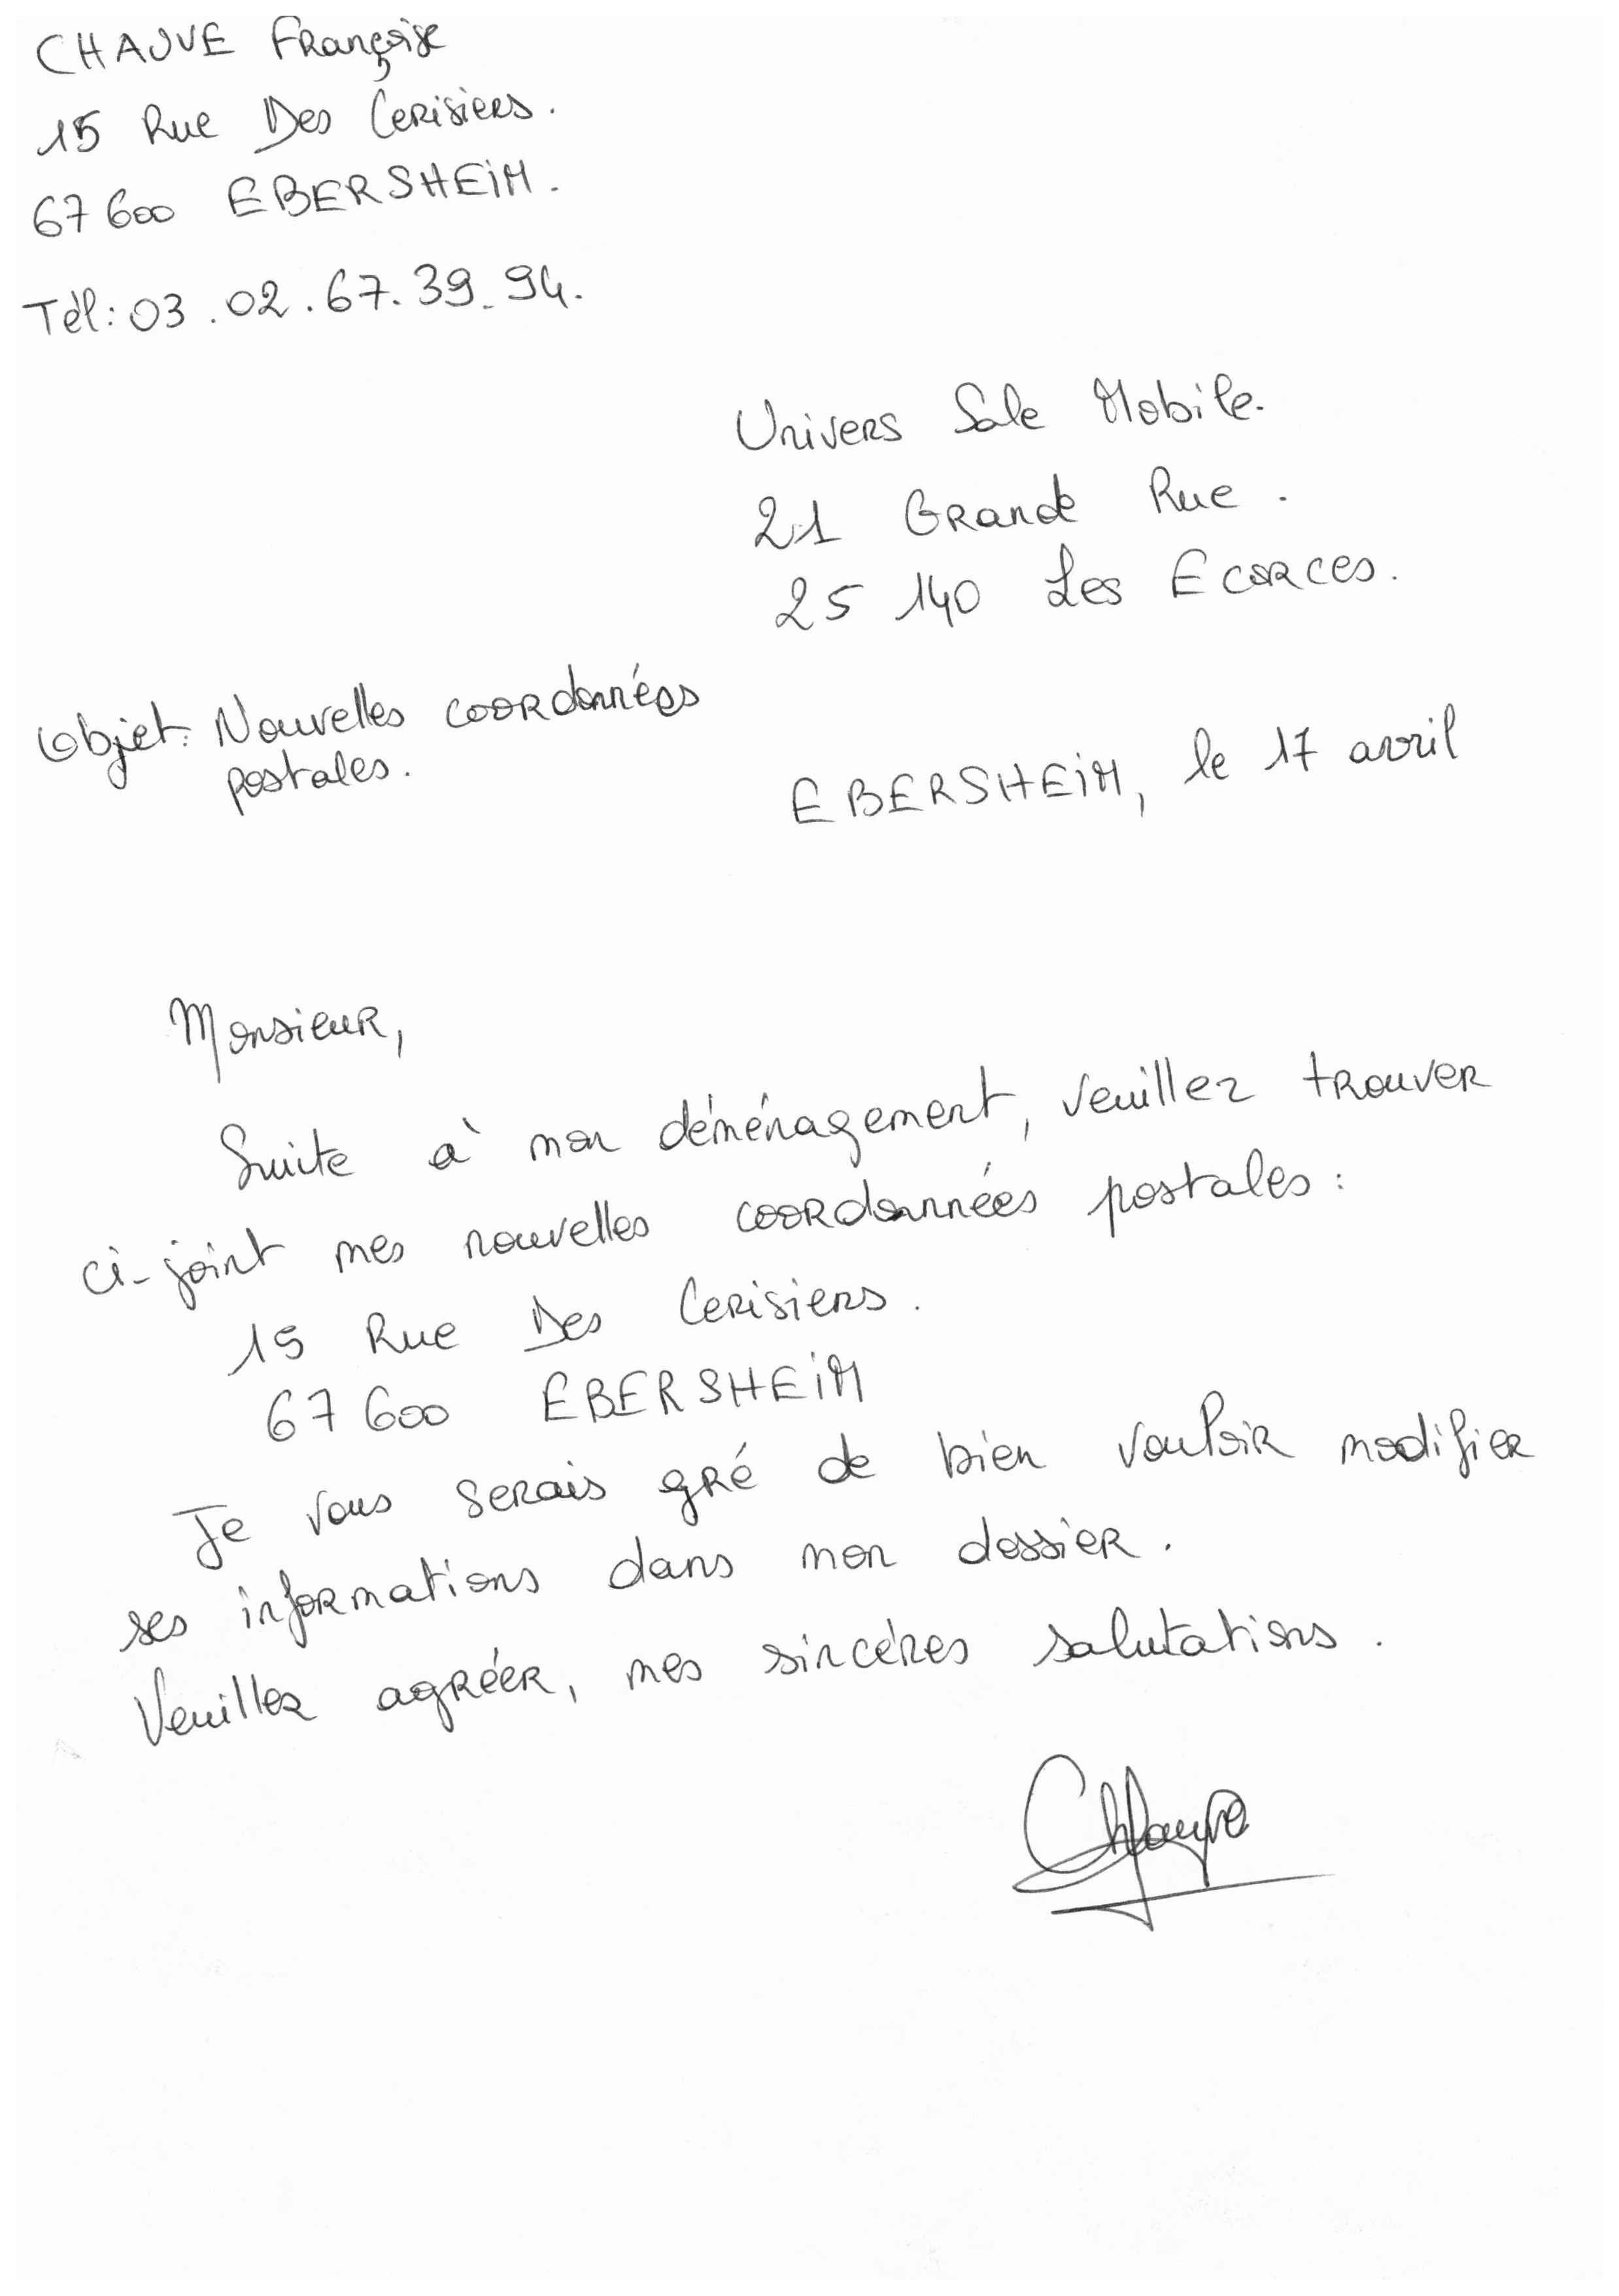 CHAUVE Françoise
15 Rue Des Cerisiers.
67 600 EBERSHEIM.
Tél: 03.02.67.39.94.
Univers Sale Mobile.
21 Grande Rue.
25 140 Les Ecorces.
Objet: Nouvelles coordonnées
postales.
EBERSHEIM, le 17 avril
Monsieur,
Suite à mon déménagement, veuillez trouver
ci-joint mes nouvelles coordonnées postales:
15 Rue Des Cerisiers.
67 600 EBERSHEIM
Je vous serais gré de bien vouloir modifier
ses informations dans mon dossier.
Veuillez agréer, mes sincéres salutations.
Chauve